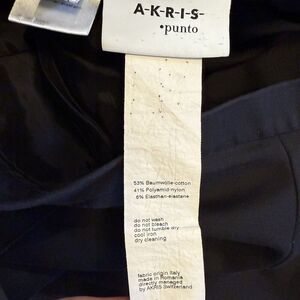 A-K-R-I-S-
•punto
53% Baumwolle-cotton
41% Polyamid-nylon
6% Elasthan-elastane
do not wash
do not bleach
do not tumble dry
cool iron
dry cleaning
fabric origin Italy
made in Romania
directly managed
by AKRIS Switzerland